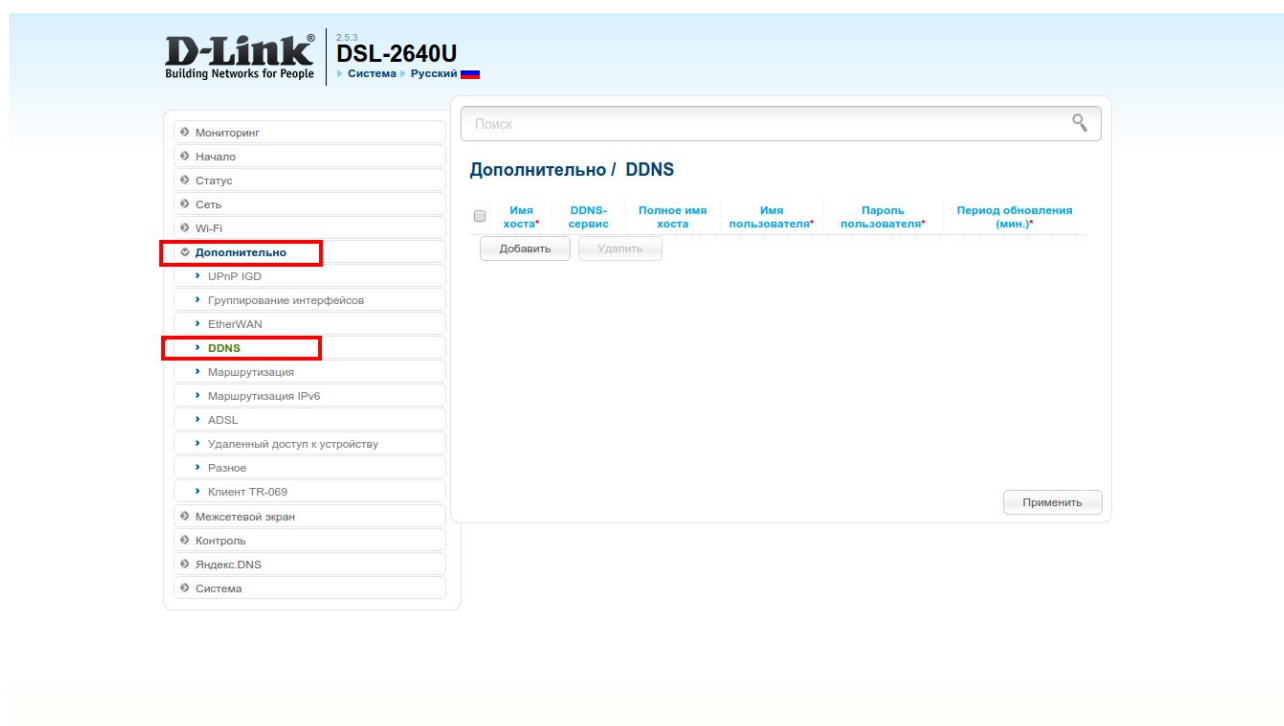 D-Link®
Building Networks for People
2.5.3
DSL-2640U
Система Русский
Мониторинг
Начало
Статус
Сеть
Wi-Fi
Дополнительно
UPnP IGD
Группирование интерфейсов
EtherWAN
DDNS
Маршрутизация
Маршрутизация IPv6
ADSL
Удаленный доступ к устройству
Разное
Клиент TR-069
Межсетевой экран
Контроль
Яндекс.DNS
Система
Поиск
Дополнительно / DDNS
Имя хоста*
DDNS-сервис
Полное имя хоста
Имя пользователя*
Пароль пользователя*
Период обновления (мин.)*
Добавить
Удалить
Применить